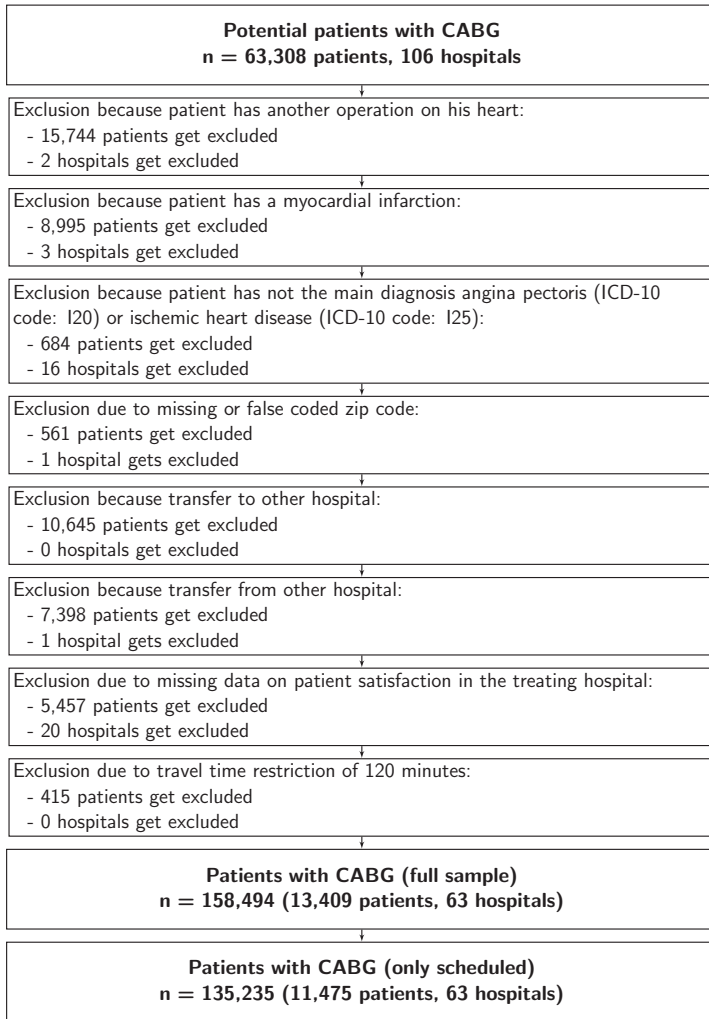 Potential patients with CABG
n = 63,308 patients, 106 hospitals
Exclusion because patient has another operation on his heart:
- 15,744 patients get excluded
- 2 hospitals get excluded
Exclusion because patient has a myocardial infarction:
- 8,995 patients get excluded
- 3 hospitals get excluded
Exclusion because patient has not the main diagnosis angina pectoris (ICD-10
code: I20) or ischemic heart disease (ICD-10 code: I25):
- 684 patients get excluded
- 16 hospitals get excluded
Exclusion due to missing or false coded zip code:
- 561 patients get excluded
- 1 hospital gets excluded
Exclusion because transfer to other hospital:
- 10,645 patients get excluded
- 0 hospitals get excluded
Exclusion because transfer from other hospital:
- 7,398 patients get excluded
- 1 hospital gets excluded
Exclusion due to missing data on patient satisfaction in the treating hospital:
- 5,457 patients get excluded
- 20 hospitals get excluded
Exclusion due to travel time restriction of 120 minutes:
- 415 patients get excluded
- 0 hospitals get excluded
Patients with CABG (full sample)
n = 158,494 (13,409 patients, 63 hospitals)
Patients with CABG (only scheduled)
n = 135,235 (11,475 patients, 63 hospitals)